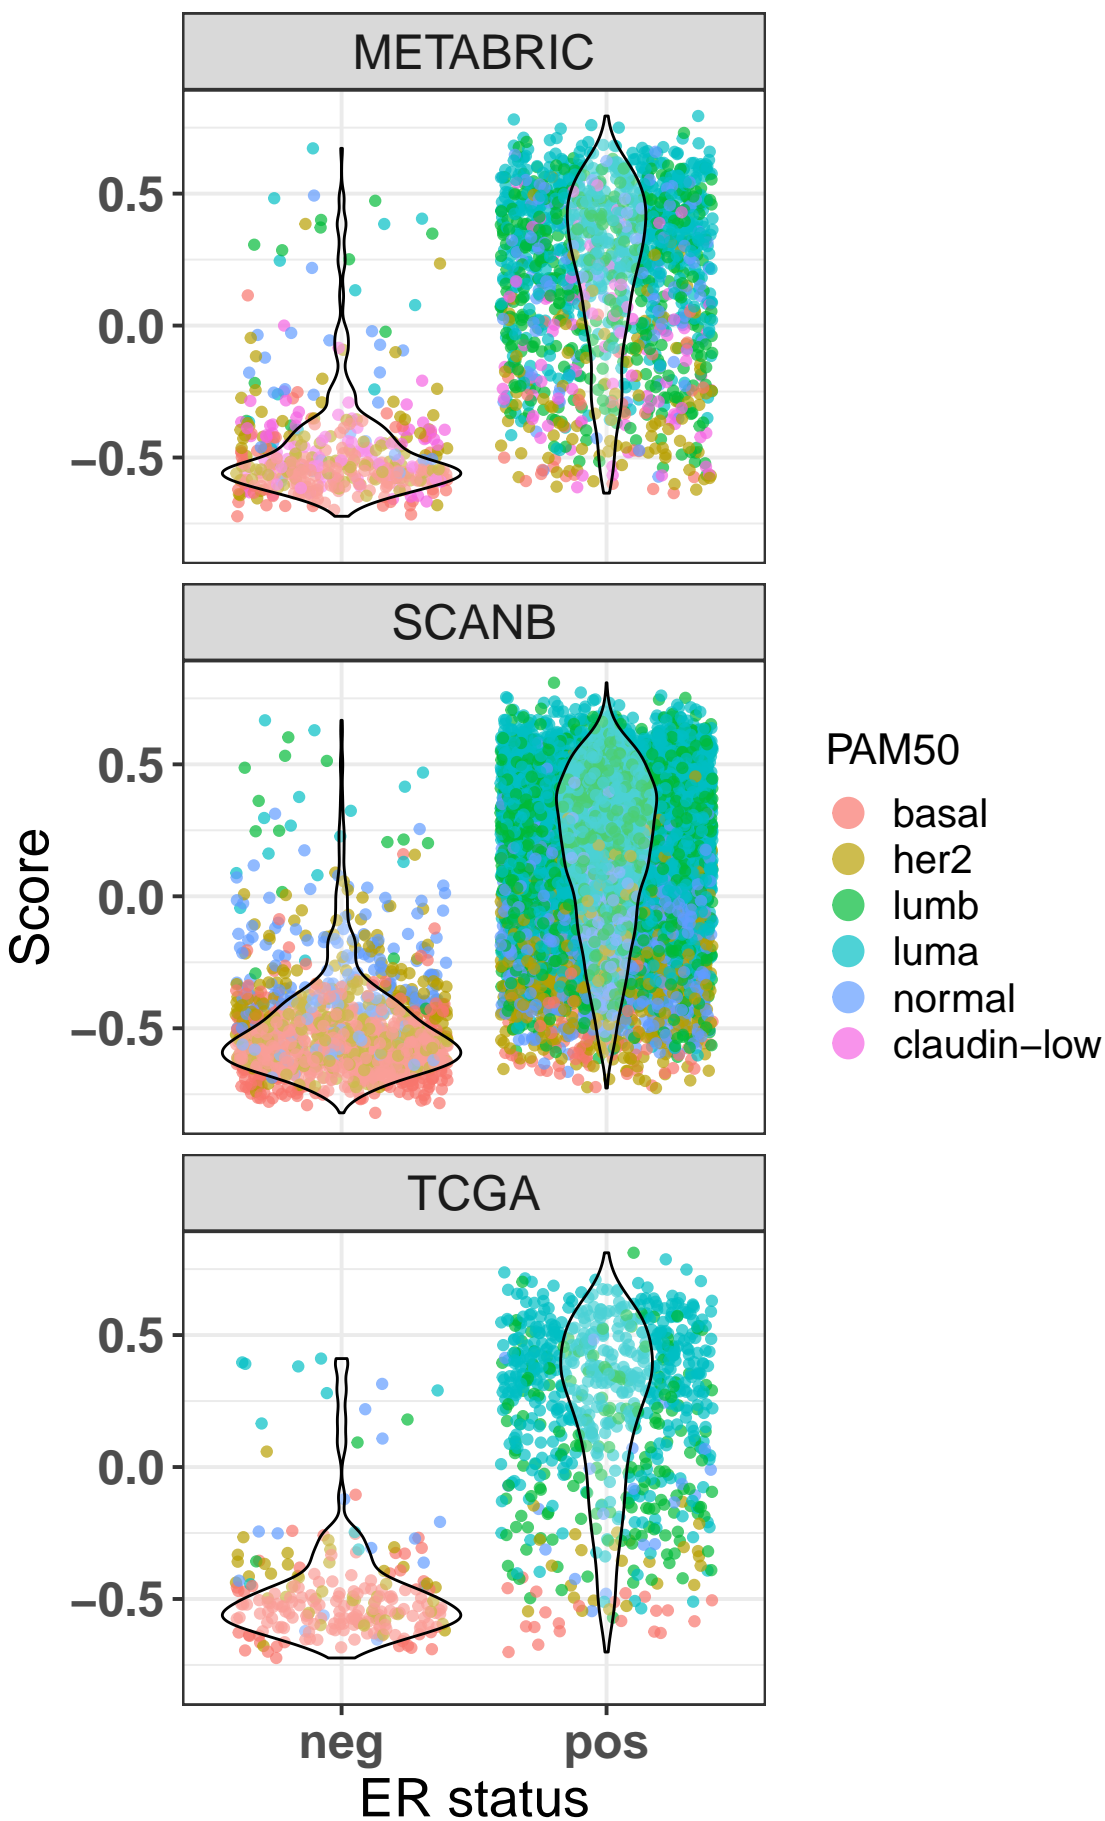 METABRIC
0.5
0.0
−0.5
SCANB
0.5
0.0
−0.5
Score
PAM50
basal
her2
lumb
luma
normal
claudin−low
TCGA
0.5
0.0
−0.5
neg pos
ER status